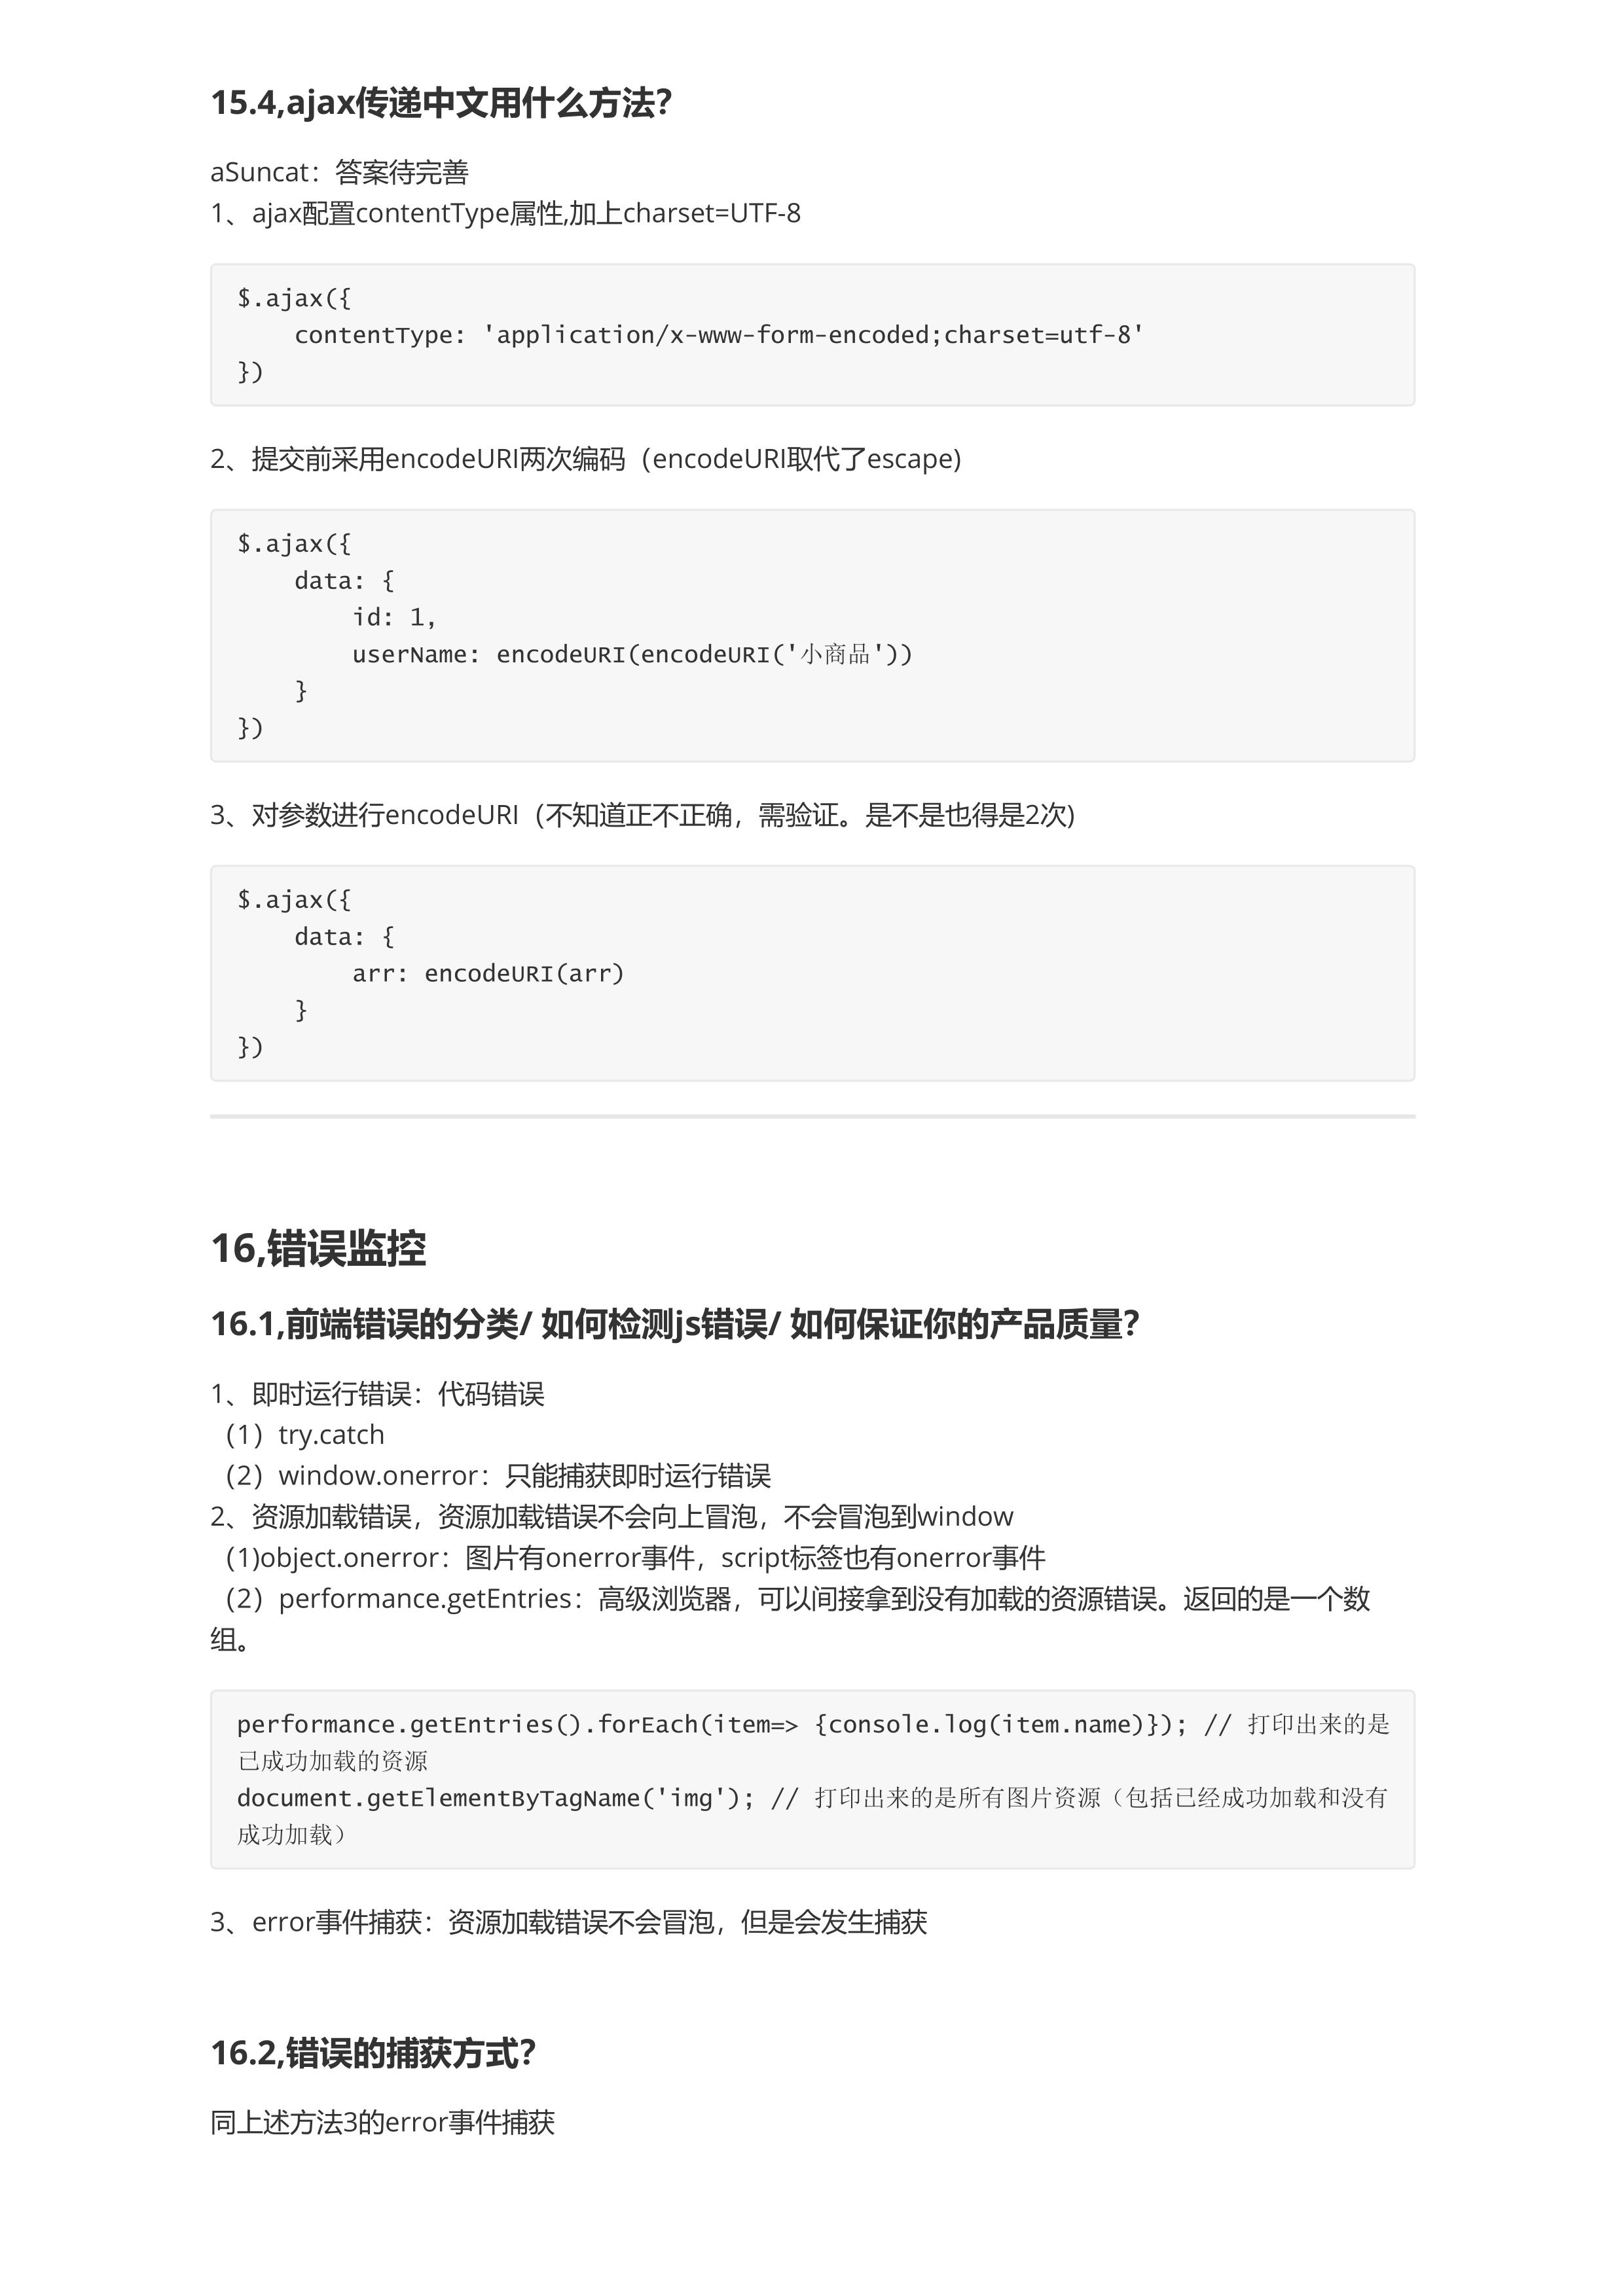 15.4,ajax传递中文用什么方法？
aSuncat：答案待完善
1、ajax配置contentType属性,加上charset=UTF-8
$.ajax({
    contentType: 'application/x-www-form-encoded;charset=utf-8'
})
2、提交前采用encodeURI两次编码（encodeURI取代了escape)
$.ajax({
    data: {
        id: 1,
        userName: encodeURI(encodeURI('小商品'))
    }
})
3、对参数进行encodeURI（不知道正不正确，需验证。是不是也得是2次)
$.ajax({
    data: {
        arr: encodeURI(arr)
    }
})
16,错误监控
16.1,前端错误的分类/ 如何检测js错误/ 如何保证你的产品质量？
1、即时运行错误：代码错误
（1）try.catch
（2）window.onerror：只能捕获即时运行错误
2、资源加载错误，资源加载错误不会向上冒泡，不会冒泡到window
（1)object.onerror：图片有onerror事件，script标签也有onerror事件
（2）performance.getEntries：高级浏览器，可以间接拿到没有加载的资源错误。返回的是一个数
组。
performance.getEntries().forEach(item=> {console.log(item.name)}); // 打印出来的是
已成功加载的资源
document.getElementByTagName('img'); // 打印出来的是所有图片资源（包括已经成功加载和没有
成功加载）
3、error事件捕获：资源加载错误不会冒泡，但是会发生捕获
16.2,错误的捕获方式？
同上述方法3的error事件捕获